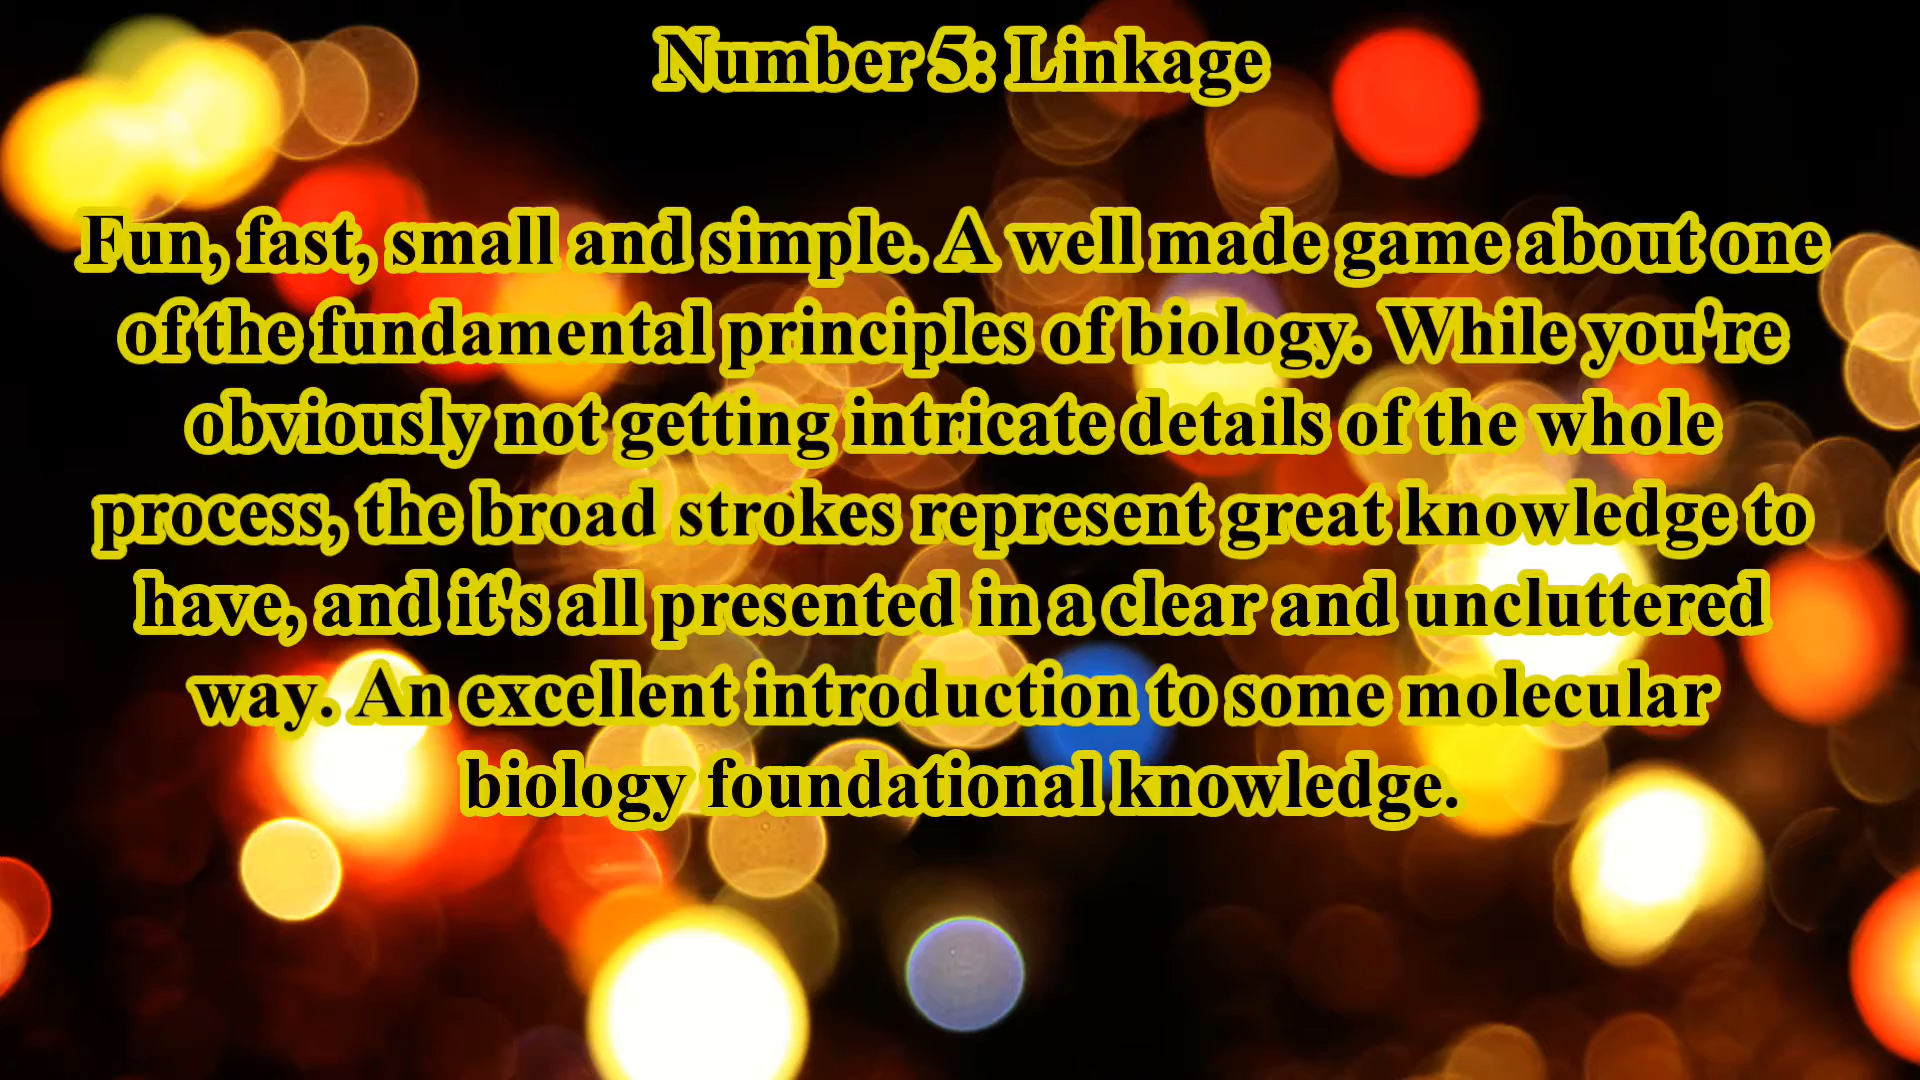 Number 5: Linkage
Fun, fast, small and simple. A well made game about one
of the fundamental principles of biology. While you're
obviously not getting intricate details of the whole
process, the broad strokes represent great knowledge to
have, and it's all presented in a clear and uncluttered
way. An excellent introduction to some molecular
biology foundational knowledge.